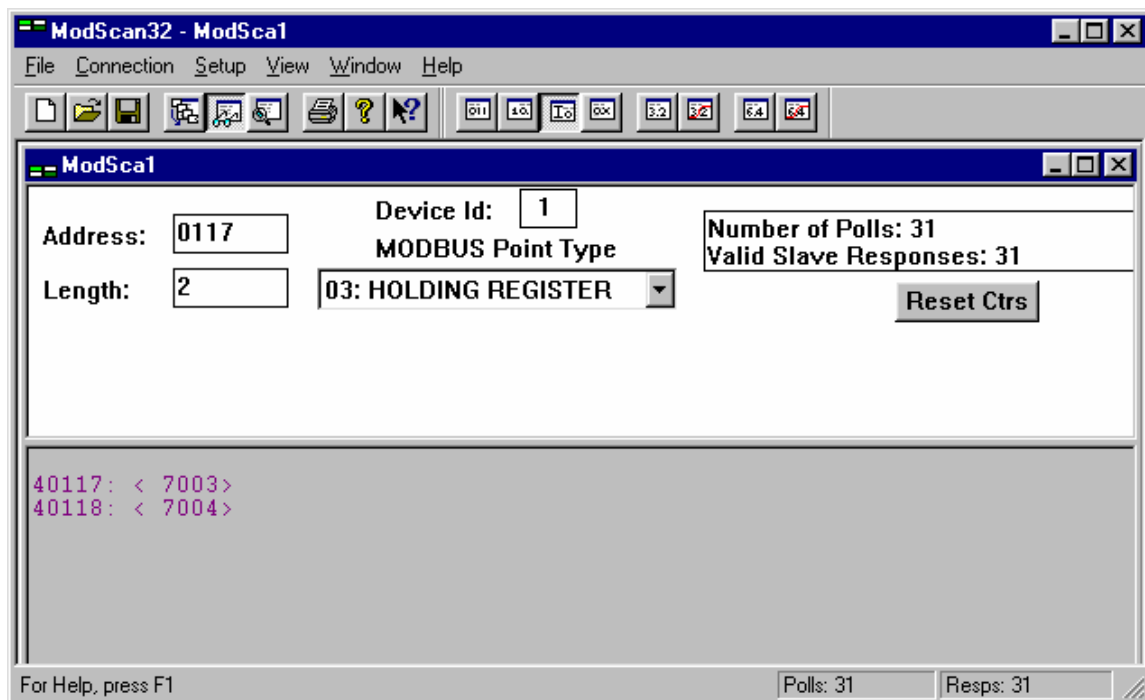 ModScan32 - ModSca1
File Connection Setup View Window Help
ModSca1
Address: 0117
Device Id: 1
MODBUS Point Type
Length: 2
03: HOLDING REGISTER
Number of Polls: 31
Valid Slave Responses: 31
Reset Ctrs
40117: < 7003>
40118: < 7004>
For Help, press F1
Polls: 31
Resps: 31